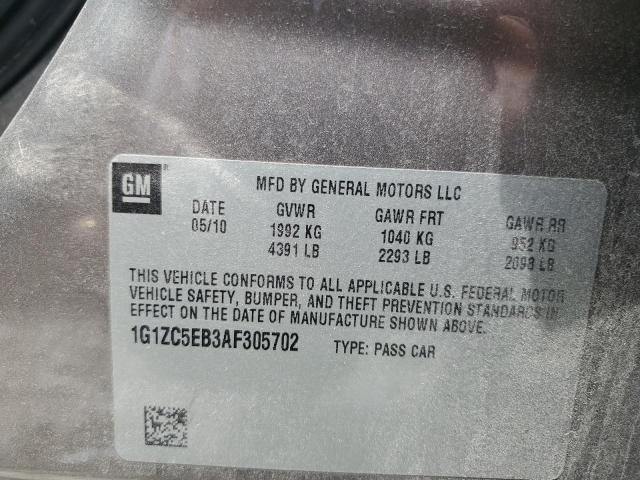 GM ®
MFD BY GENERAL MOTORS LLC
DATE GVWR GAWR FRT GAWR RR
05/10 1992 KG 1040 KG 952 KG
4391 LB 2293 LB 2098 LB
THIS VEHICLE CONFORMS TO ALL APPLICABLE U.S. FEDERAL MOTOR
VEHICLE SAFETY, BUMPER, AND THEFT PREVENTION STANDARDS IN
EFFECT ON THE DATE OF MANUFACTURE SHOWN ABOVE.
1G1ZC5EB3AF305702 TYPE: PASS CAR